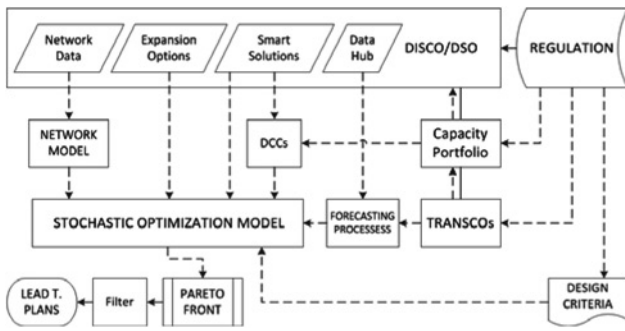 Network
Data
Expansion
Options
Smart
Solutions
Data
Hub
DISCO/DSO
REGULATION
NETWORK
MODEL
DCCs
Capacity
Portfolio
STOCHASTIC OPTIMIZATION MODEL
FORECASTING
PROCESSESS
TRANSCOs
LEAD T.
PLANS
Filter
PARETO
FRONT
DESIGN
CRITERIA